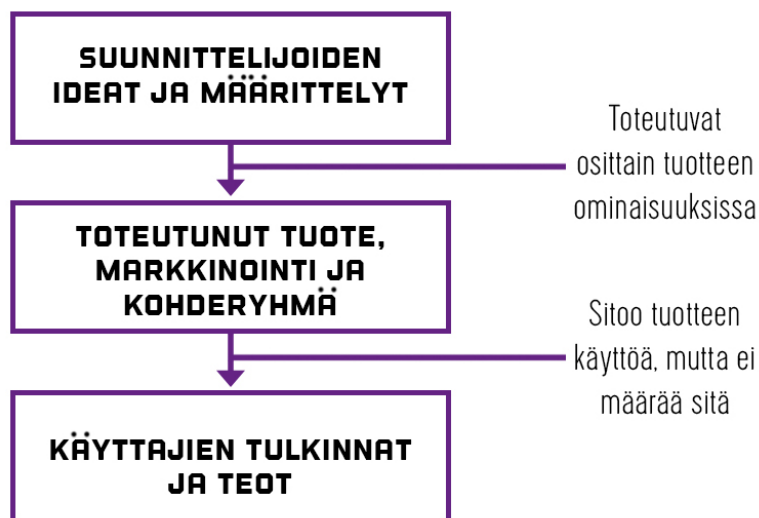 SUUNNITTELIJOIDEN
IDEAT JA MÄÄRITTELYT
Toteutuvat
osittain tuotteen
ominaisuuksissa
TOTEUTUNUT TUOTE,
MARKKINOINTI JA
KOHDERYHMÄ
Sitoo tuotteen
käyttöä, mutta ei
määrää sitä
KÄYTTAJIEN TULKINNAT
JA TEOT